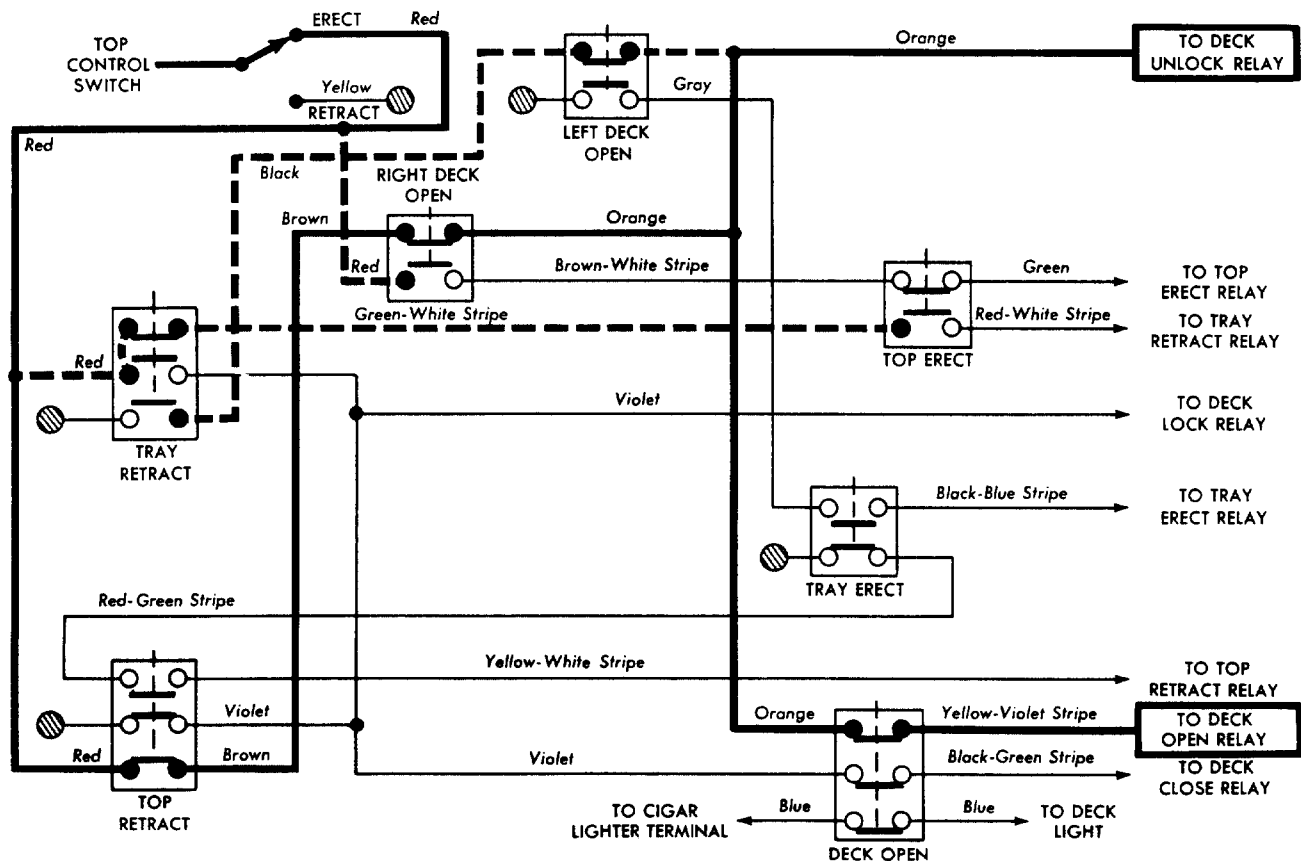 ERECT
Red
TOP
CONTROL
SWITCH
Yellow
RETRACT
Orange
TO DECK
UNLOCK RELAY
Gray
LEFT DECK
OPEN
Red
Black
RIGHT DECK
OPEN
Brown
Orange
Red
Brown-White Stripe
Green
TO TOP
ERECT RELAY
Green-White Stripe
Red-White Stripe
TO TRAY
RETRACT RELAY
TOP ERECT
Red
Violet
TO DECK
LOCK RELAY
TRAY
RETRACT
Black-Blue Stripe
TO TRAY
ERECT RELAY
TRAY ERECT
Red-Green Stripe
Yellow-White Stripe
TO TOP
RETRACT RELAY
Violet
Orange
Yellow-Violet Stripe
TO DECK
OPEN RELAY
Red
Brown
Violet
Black-Green Stripe
TO DECK
CLOSE RELAY
TOP
RETRACT
TO CIGAR
LIGHTER TERMINAL
Blue
Blue
TO DECK
LIGHT
DECK OPEN